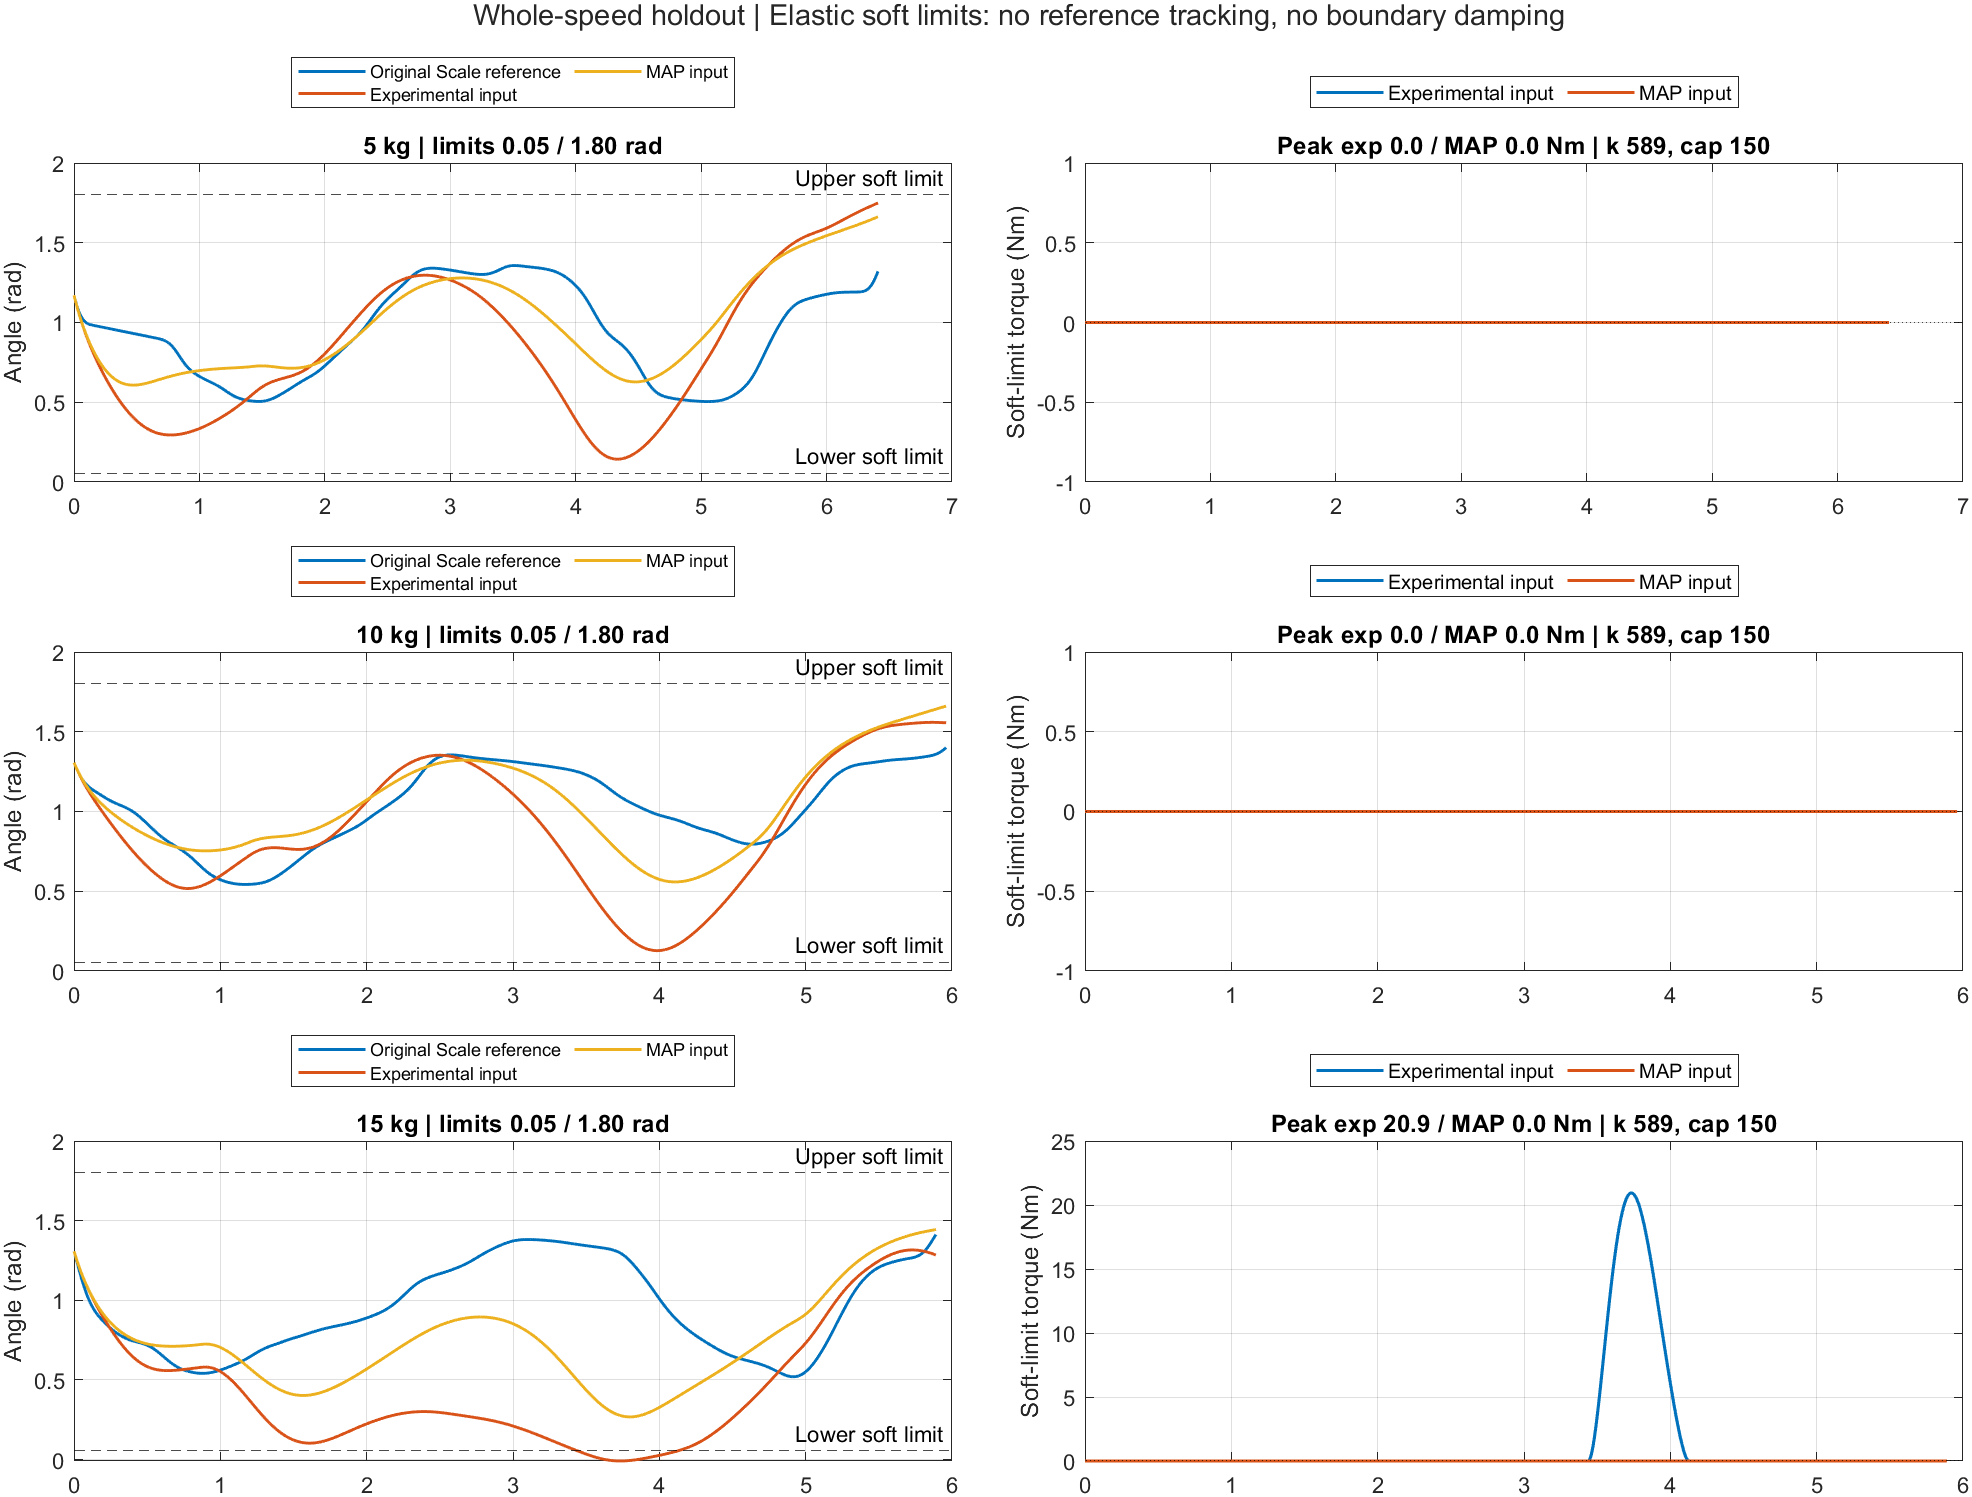 Whole-speed holdout | Elastic soft limits: no reference tracking, no boundary damping
Original Scale reference MAP input
Experimental input
5 kg | limits 0.05 / 1.80 rad
Angle (rad)
2
1.5
1
0.5
0
Upper soft limit
Lower soft limit
0 1 2 3 4 5 6 7
Experimental input MAP input
Peak exp 0.0 / MAP 0.0 Nm | k 589, cap 150
Soft-limit torque (Nm)
1
0.5
0
-0.5
-1
0 1 2 3 4 5 6 7
Original Scale reference MAP input
Experimental input
10 kg | limits 0.05 / 1.80 rad
Angle (rad)
2
1.5
1
0.5
0
Upper soft limit
Lower soft limit
0 1 2 3 4 5 6
Experimental input MAP input
Peak exp 0.0 / MAP 0.0 Nm | k 589, cap 150
Soft-limit torque (Nm)
1
0.5
0
-0.5
-1
0 1 2 3 4 5 6
Original Scale reference MAP input
Experimental input
15 kg | limits 0.05 / 1.80 rad
Angle (rad)
2
1.5
1
0.5
0
Upper soft limit
Lower soft limit
0 1 2 3 4 5 6
Experimental input MAP input
Peak exp 20.9 / MAP 0.0 Nm | k 589, cap 150
Soft-limit torque (Nm)
25
20
15
10
5
0
0 1 2 3 4 5 6